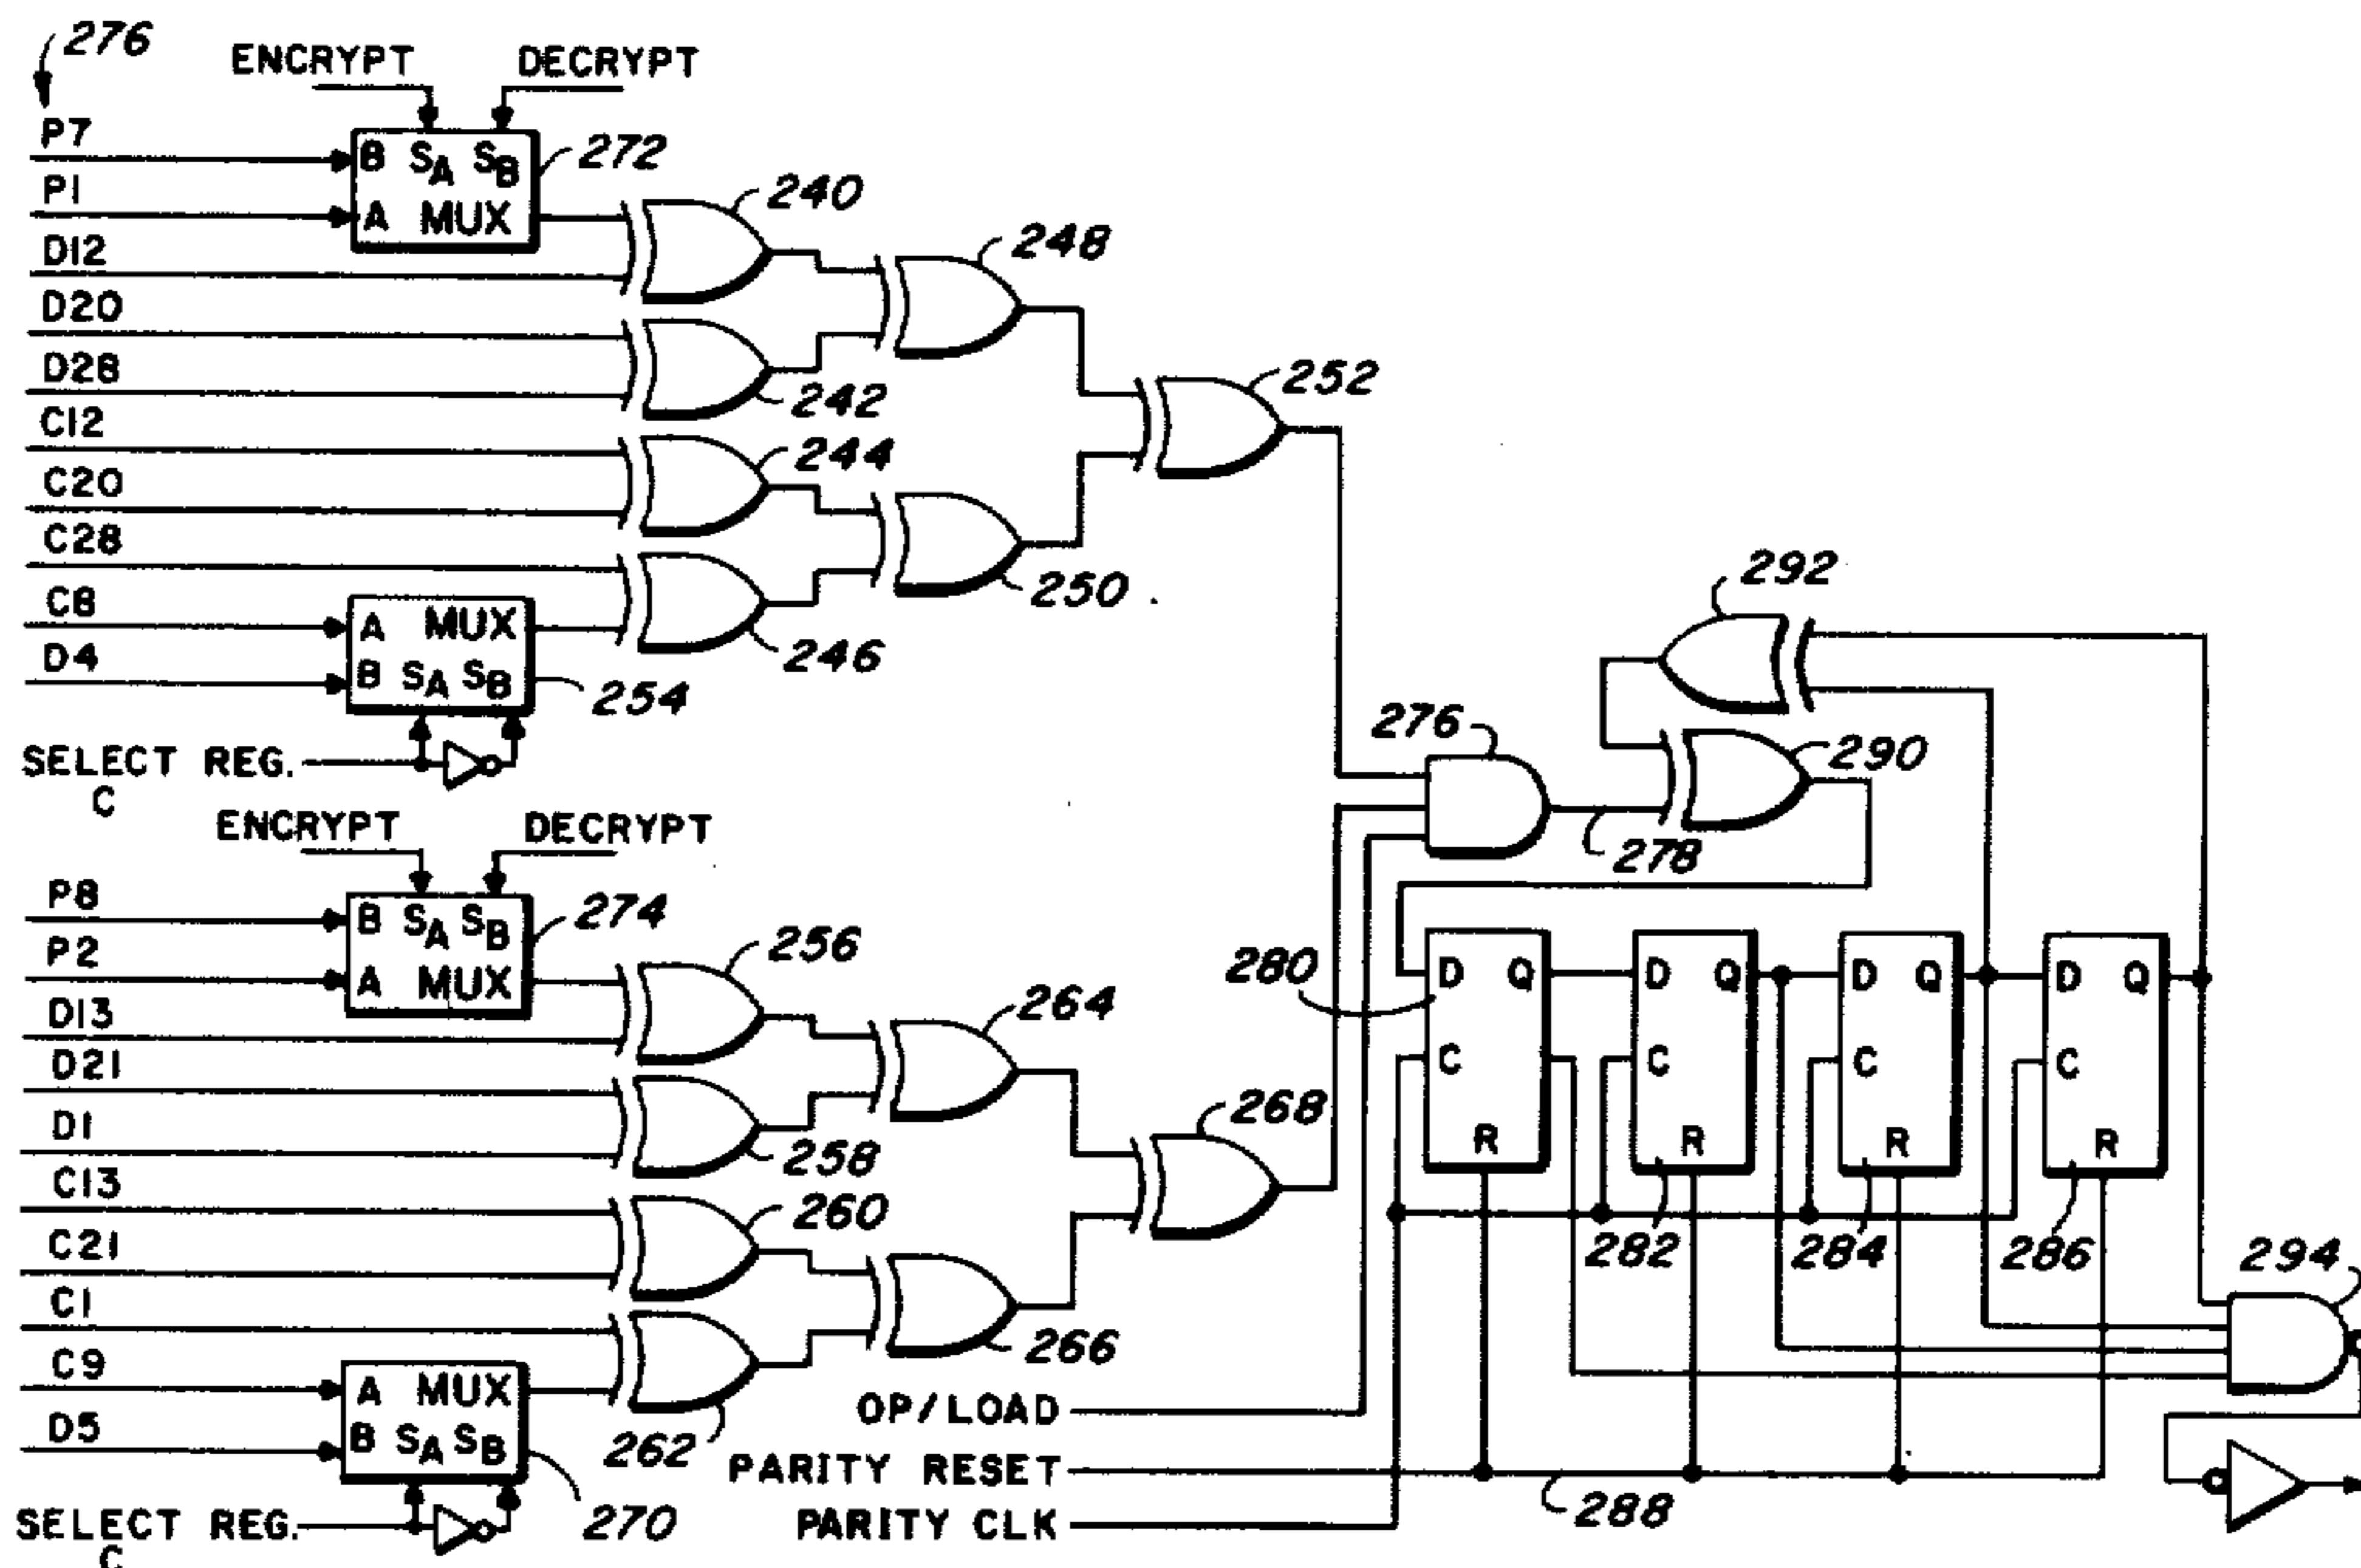 276
ENCRYPT DECRYPT
P7
B SA SB
272
P1
A MUX
240
D12
248
D20
D28
242
252
C12
244
C20
C28
250
292
C8
A MUX
246
D4
B SA SB
254
276
290
SELECT REG.
C
ENCRYPT DECRYPT
278
P8
B SA SB
274
P2
A MUX
256
280
D Q
D Q
D Q
D Q
D13
264
D21
C
C
C
C
D1
258
268
R
R
R
R
C13
260
C21
282
284
286
294
C1
266
C9
A MUX
D5
B SA SB
262
OP/LOAD
PARITY RESET
270
288
SELECT REG.
C
PARITY CLK